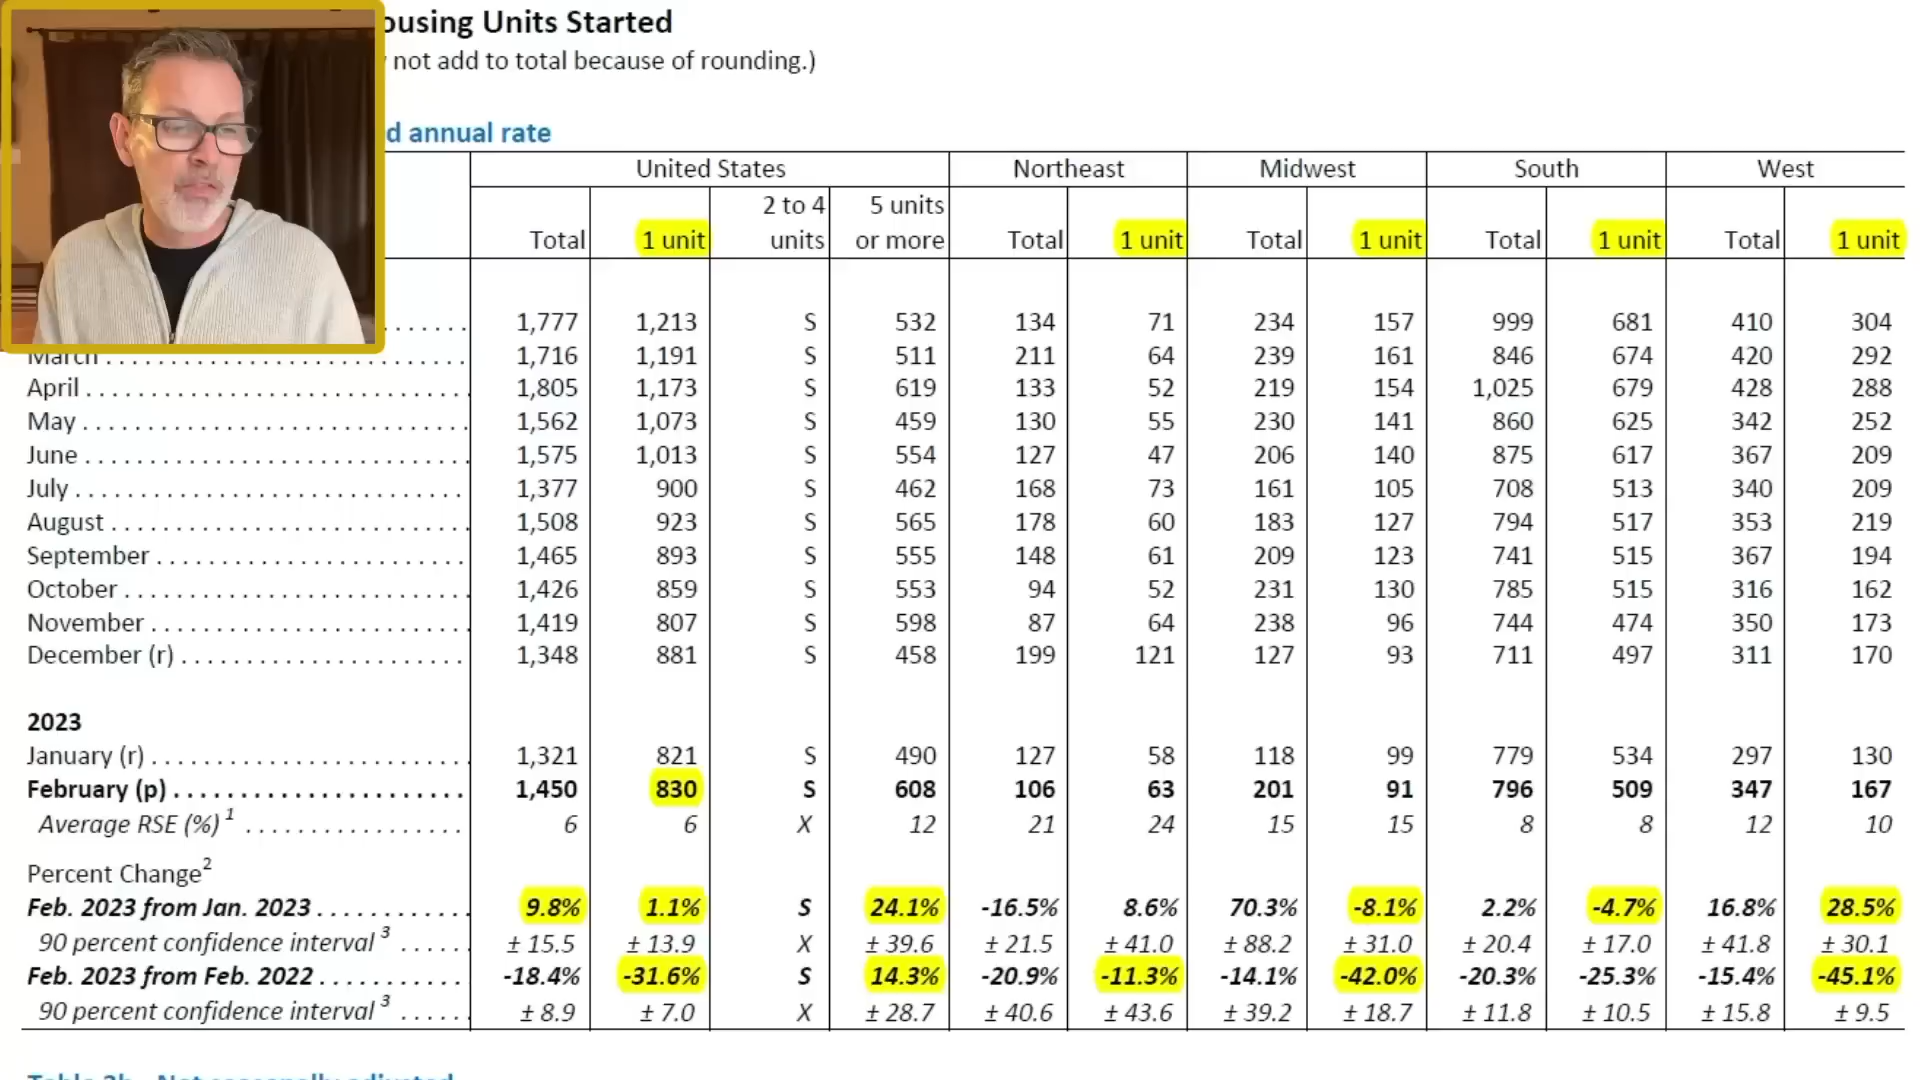 ousing Units Started
not add to total because of rounding.)
d annual rate
United States Northeast Midwest South West
2 to 4 5 units
Total 1 unit units or more Total 1 unit Total 1 unit Total 1 unit Total 1 unit
. . . . . 1,777 1,213 S 532 134 71 234 157 999 681 410 304
March . . . . . . . . . . . . . . . . . . . . . . . . . . . . 1,716 1,191 S 511 211 64 239 161 846 674 420 292
April . . . . . . . . . . . . . . . . . . . . . . . . . . . . . 1,805 1,173 S 619 133 52 219 154 1,025 679 428 288
May . . . . . . . . . . . . . . . . . . . . . . . . . . . . . 1,562 1,073 S 459 130 55 230 141 860 625 342 252
June . . . . . . . . . . . . . . . . . . . . . . . . . . . . . 1,575 1,013 S 554 127 47 206 140 875 617 367 209
July . . . . . . . . . . . . . . . . . . . . . . . . . . . . . 1,377 900 S 462 168 73 161 105 708 513 340 209
August . . . . . . . . . . . . . . . . . . . . . . . . . . . 1,508 923 S 565 178 60 183 127 794 517 353 219
September . . . . . . . . . . . . . . . . . . . . . . . . 1,465 893 S 555 148 61 209 123 741 515 367 194
October . . . . . . . . . . . . . . . . . . . . . . . . . . 1,426 859 S 553 94 52 231 130 785 515 316 162
November . . . . . . . . . . . . . . . . . . . . . . . . 1,419 807 S 598 87 64 238 96 744 474 350 173
December (r) . . . . . . . . . . . . . . . . . . . . . . 1,348 881 S 458 199 121 127 93 711 497 311 170
2023
January (r) . . . . . . . . . . . . . . . . . . . . . . . . 1,321 821 S 490 127 58 118 99 779 534 297 130
February (p) . . . . . . . . . . . . . . . . . . . . . . 1,450 830 S 608 106 63 201 91 796 509 347 167
Average RSE (%) 1 . . . . . . . . . . . . . . . . . 6 6 X 12 21 24 15 15 8 8 12 10
Percent Change2
Feb. 2023 from Jan. 2023 . . . . . . . . . . . 9.8% 1.1% S 24.1% -16.5% 8.6% 70.3% -8.1% 2.2% -4.7% 16.8% 28.5%
90 percent confidence interval 3 . . . . . ± 15.5 ± 13.9 X ± 39.6 ± 21.5 ± 41.0 ± 88.2 ± 31.0 ± 20.4 ± 17.0 ± 41.8 ± 30.1
Feb. 2023 from Feb. 2022 . . . . . . . . . . . -18.4% -31.6% S 14.3% -20.9% -11.3% -14.1% -42.0% -20.3% -25.3% -15.4% -45.1%
90 percent confidence interval 3 . . . . . ± 8.9 ± 7.0 X ± 28.7 ± 40.6 ± 43.6 ± 39.2 ± 18.7 ± 11.8 ± 10.5 ± 15.8 ± 9.5